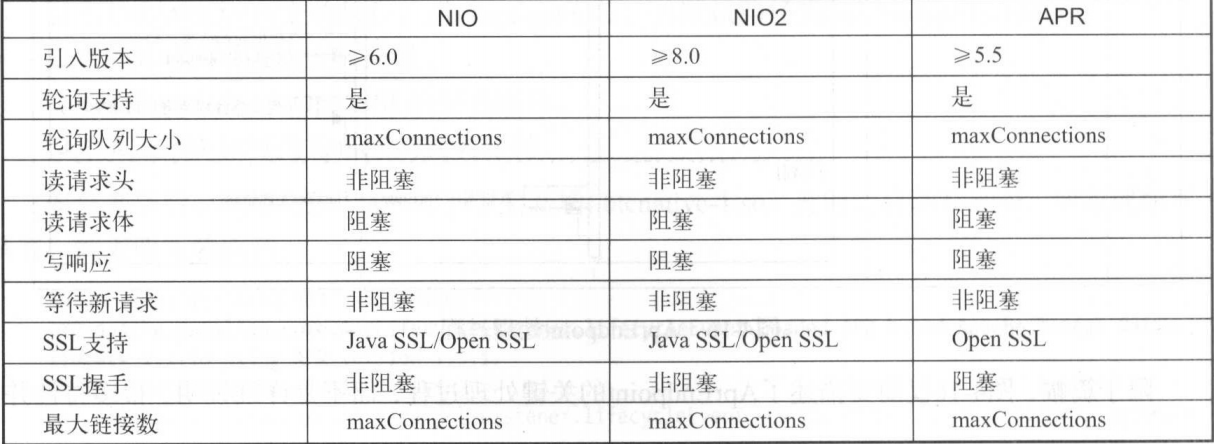 NIO NIO2 APR
引入版本 ≥6.0 ≥8.0 ≥5.5
轮询支持 是 是 是
轮询队列大小 maxConnections maxConnections maxConnections
读请求头 非阻塞 非阻塞 非阻塞
读请求体 阻塞 阻塞 阻塞
写响应 阻塞 阻塞 阻塞
等待新请求 非阻塞 非阻塞 非阻塞
SSL支持 Java SSL/Open SSL Java SSL/Open SSL Open SSL
SSL握手 非阻塞 非阻塞 阻塞
最大链接数 maxConnections maxConnections maxConnections